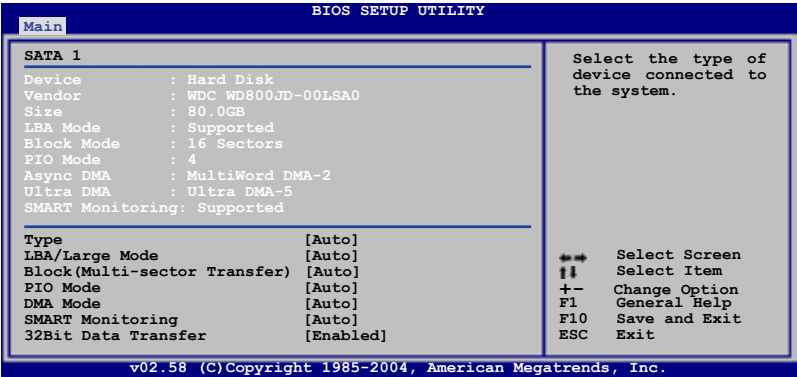 BIOS SETUP UTILITY
Main
SATA 1
Device : Hard Disk
Vendor : WDC WD800JD-00LSA0
Size : 80.0GB
LBA Mode : Supported
Block Mode : 16 Sectors
PIO Mode : 4
Async DMA : MultiWord DMA-2
Ultra DMA : Ultra DMA-5
SMART Monitoring: Supported
Type [Auto]
LBA/Large Mode [Auto]
Block(Multi-sector Transfer) [Auto]
PIO Mode [Auto]
DMA Mode [Auto]
SMART Monitoring [Auto]
32Bit Data Transfer [Enabled]
Select the type of
device connected to
the system.
←→ Select Screen
↑↓ Select Item
+- Change Option
F1 General Help
F10 Save and Exit
ESC Exit
v02.58 (C)Copyright 1985-2004, American Megatrends, Inc.